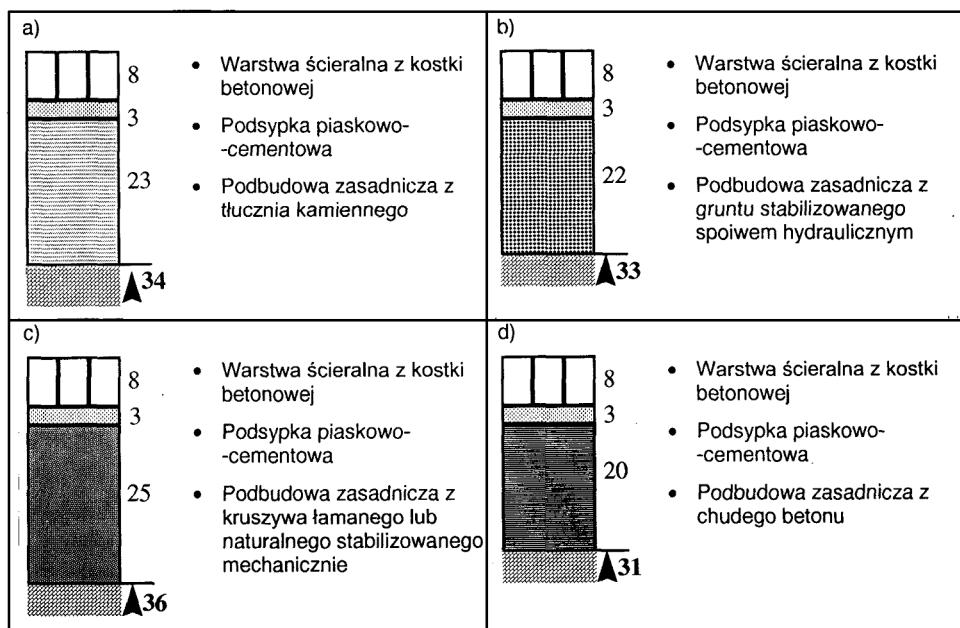 a)
8
3
23
34
• Warstwa ścieralna z kostki
betonowej
• Podsypka piaskowo-
-cementowa
• Podbudowa zasadnicza z
tłucznia kamiennego
b)
8
3
22
33
• Warstwa ścieralna z kostki
betonowej
• Podsypka piaskowo-
-cementowa
• Podbudowa zasadnicza z
gruntu stabilizowanego
spoiwem hydraulicznym
c)
8
3
25
36
• Warstwa ścieralna z kostki
betonowej
• Podsypka piaskowo-
-cementowa
• Podbudowa zasadnicza z
kruszywa łamanego lub
naturalnego stabilizowanego
mechanicznie
d)
8
3
20
31
• Warstwa ścieralna z kostki
betonowej
• Podsypka piaskowo-
-cementowa
• Podbudowa zasadnicza z
chudego betonu